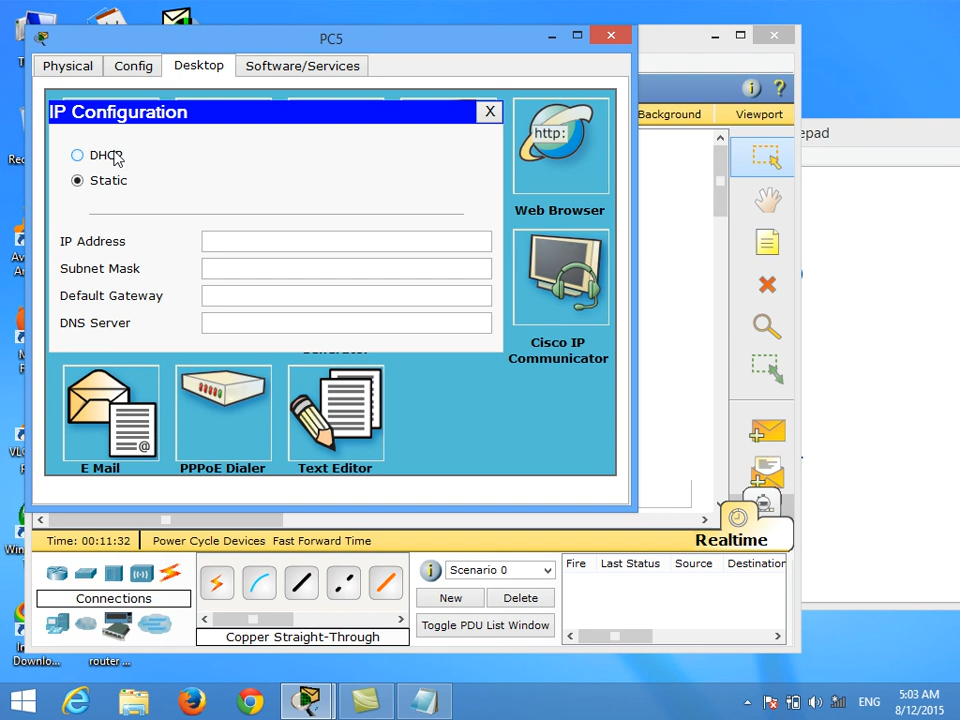 PC5
Physical
Config
Desktop
Software/Services
IP Configuration
X
DHCP
Static
IP Address
Subnet Mask
Default Gateway
DNS Server
http:
Web Browser
Cisco IP
Communicator
@
E Mail
PPPoE Dialer
Text Editor
Background
Viewport
epad
Time: 00:11:32
Power Cycle Devices Fast Forward Time
Realtime
Connections
Copper Straight-Through
Scenario 0
New
Delete
Toggle PDU List Window
Fire
Last Status
Source
Destination
Downlo...
router ...
ENG
5:03 AM
8/12/2015